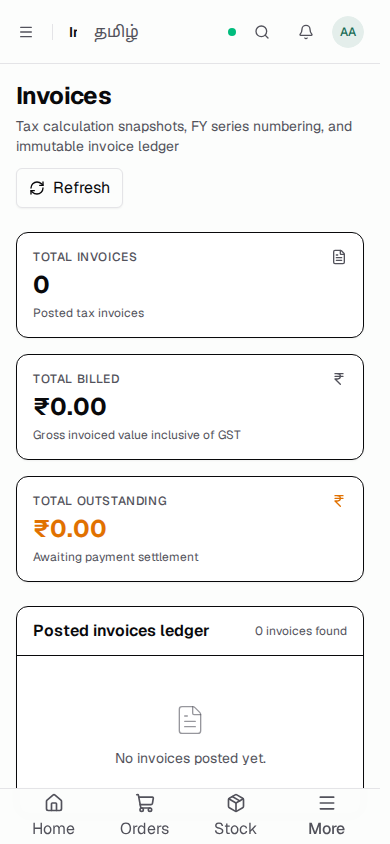 தமிழ்
AA
Invoices
Tax calculation snapshots, FY series numbering, and
immutable invoice ledger
Refresh
TOTAL INVOICES
0
Posted tax invoices
TOTAL BILLED
₹
₹0.00
Gross invoiced value inclusive of GST
TOTAL OUTSTANDING
₹
₹0.00
Awaiting payment settlement
Posted invoices ledger
0 invoices found
No invoices posted yet.
Home
Orders
Stock
More